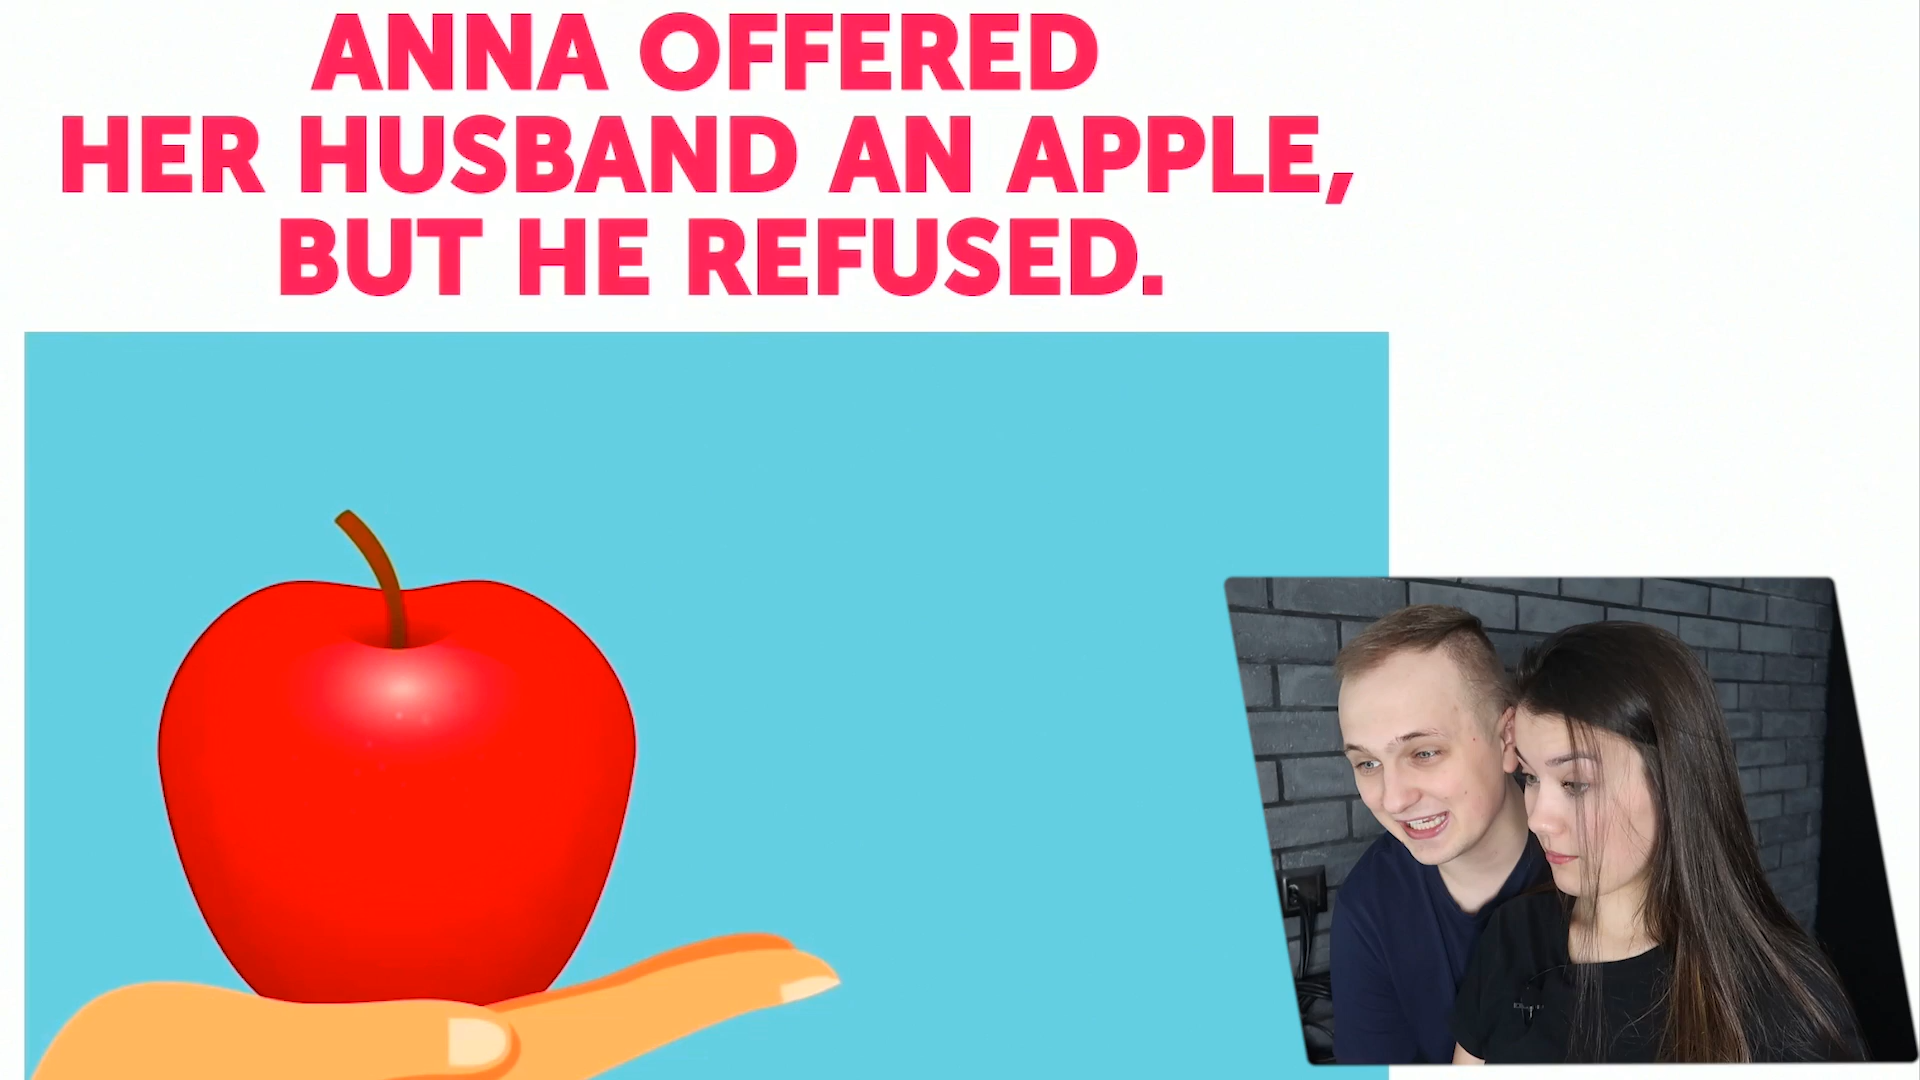 ANNA OFFERED
HER HUSBAND AN APPLE,
BUT HE REFUSED.